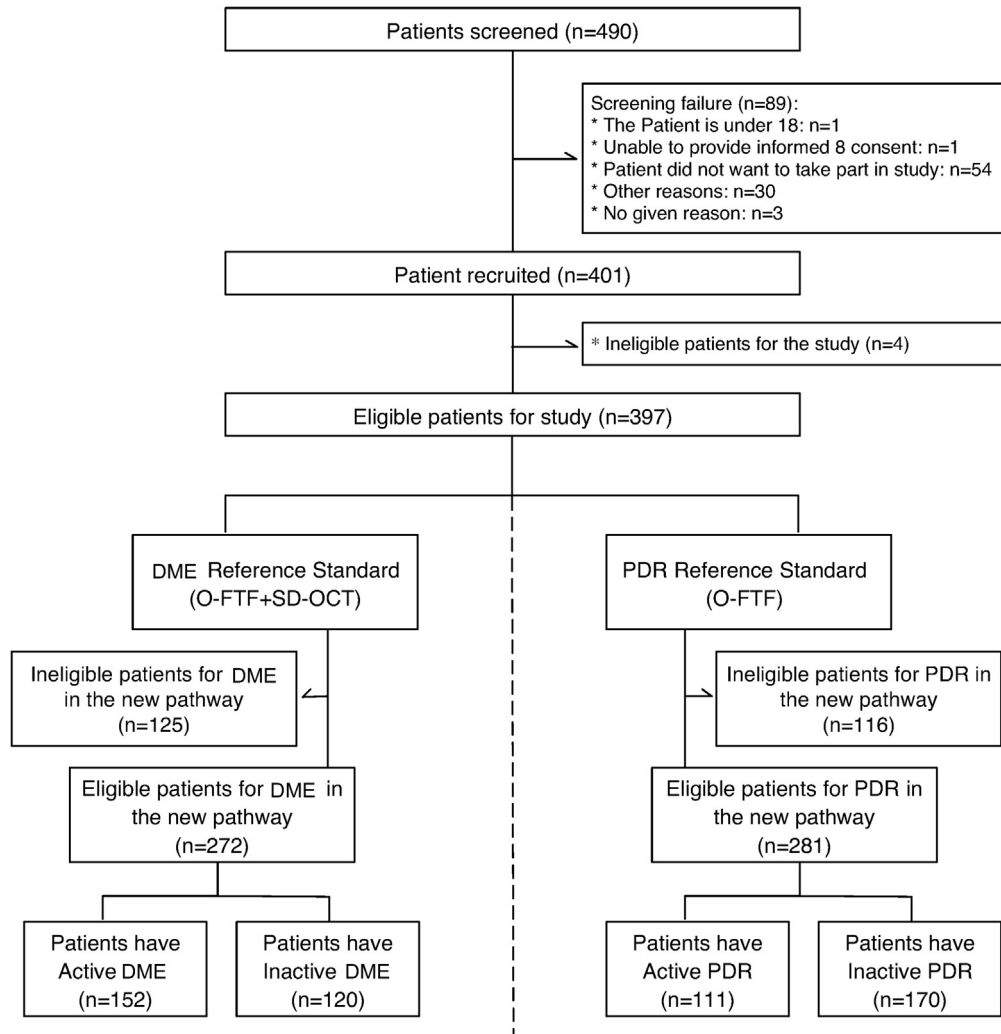 Patients screened (n=490)
Screening failure (n=89):
* The Patient is under 18: n=1
* Unable to provide informed 8 consent: n=1
* Patient did not want to take part in study: n=54
* Other reasons: n=30
* No given reason: n=3
Patient recruited (n=401)
* Ineligible patients for the study (n=4)
Eligible patients for study (n=397)
DME Reference Standard
(O-FTF+SD-OCT)
PDR Reference Standard
(O-FTF)
Ineligible patients for DME
in the new pathway
(n=125)
Ineligible patients for PDR in
the new pathway
(n=116)
Eligible patients for DME in
the new pathway
(n=272)
Eligible patients for PDR in
the new pathway
(n=281)
Patients have
Active DME
(n=152)
Patients have
Inactive DME
(n=120)
Patients have
Active PDR
(n=111)
Patients have
Inactive PDR
(n=170)